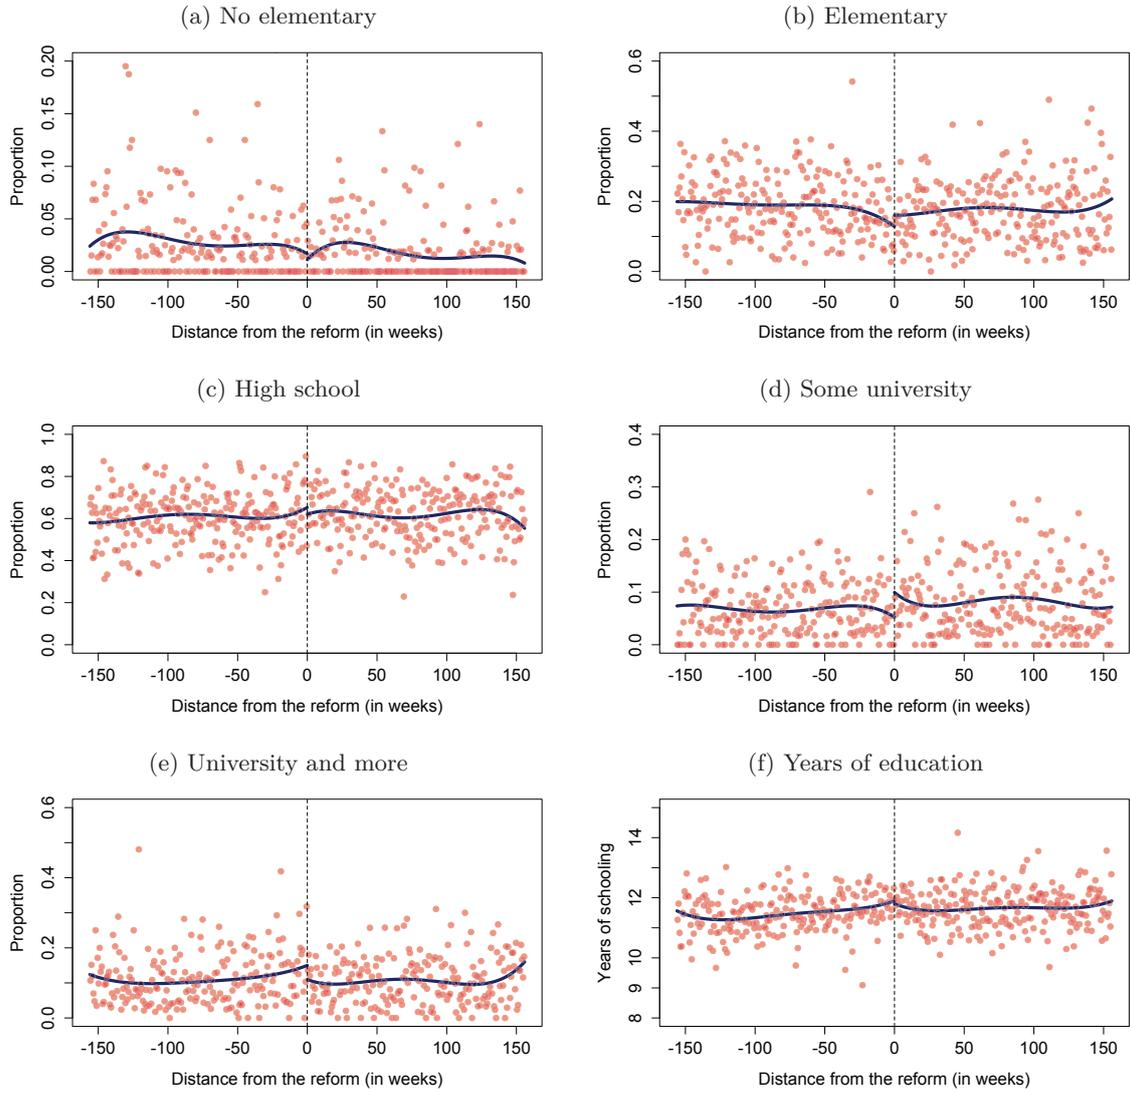 (a) No elementary
(b) Elementary
Proportion
0.00 0.05 0.10 0.15 0.20
-150 -100 -50 0 50 100 150
Distance from the reform (in weeks)
Proportion
0.0 0.2 0.4 0.6
-150 -100 -50 0 50 100 150
Distance from the reform (in weeks)
(c) High school
(d) Some university
Proportion
0.0 0.2 0.4 0.6 0.8 1.0
-150 -100 -50 0 50 100 150
Distance from the reform (in weeks)
Proportion
0.0 0.1 0.2 0.3 0.4
-150 -100 -50 0 50 100 150
Distance from the reform (in weeks)
(e) University and more
(f) Years of education
Proportion
0.0 0.2 0.4 0.6
-150 -100 -50 0 50 100 150
Distance from the reform (in weeks)
Years of schooling
8 9 10 12 14
-150 -100 -50 0 50 100 150
Distance from the reform (in weeks)